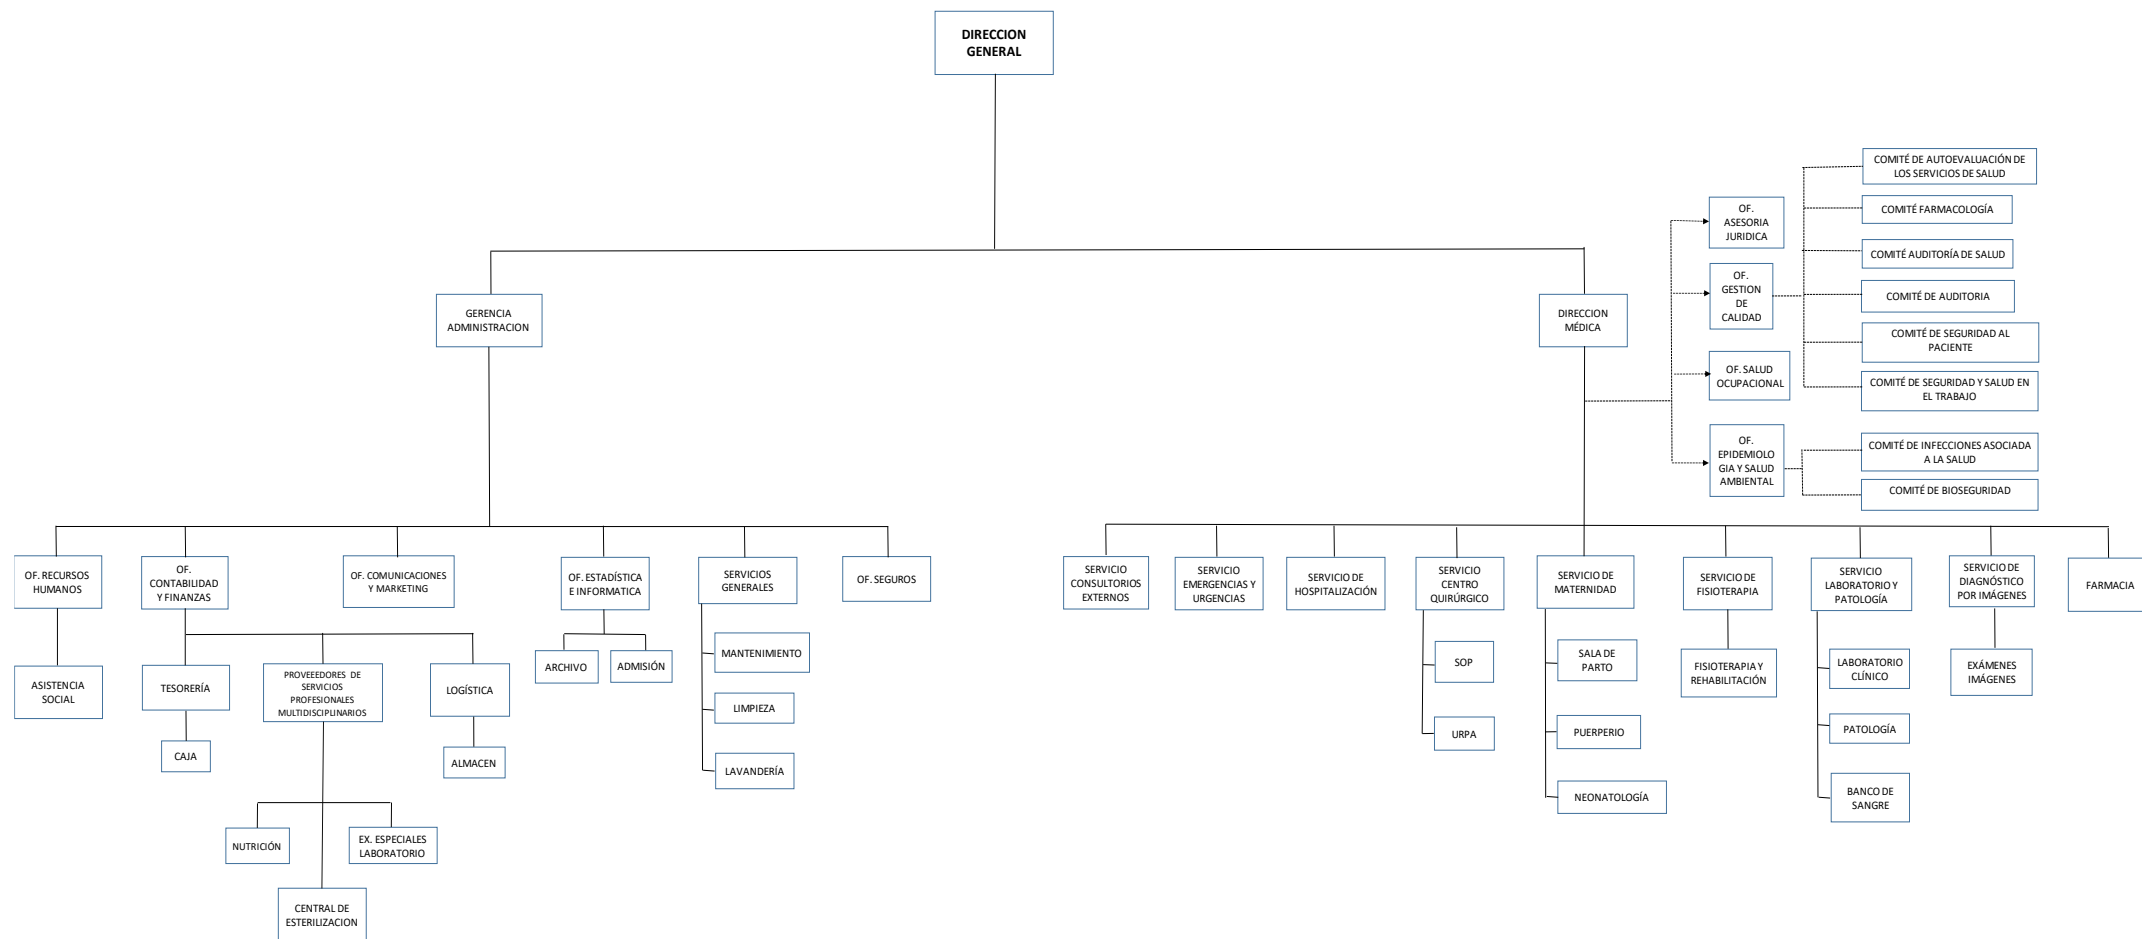 DIRECCION
GENERAL
COMITÉ DE AUTOEVALUACIÓN DE
LOS SERVICIOS DE SALUD
OF.
ASESORIA
JURIDICA
COMITÉ FARMACOLOGÍA
COMITÉ AUDITORÍA DE SALUD
OF.
GESTION
DE
CALIDAD
COMITÉ DE AUDITORIA
GERENCIA
ADMINISTRACION
DIRECCION
MÉDICA
COMITÉ DE SEGURIDAD AL
PACIENTE
OF. SALUD
OCUPACIONAL
COMITÉ DE SEGURIDAD Y SALUD EN
EL TRABAJO
OF.
EPIDEMIOLO
GIA Y SALUD
AMBIENTAL
COMITÉ DE INFECCIONES ASOCIADA
A LA SALUD
COMITÉ DE BIOSEGURIDAD
OF. RECURSOS
HUMANOS
OF.
CONTABILIDAD
Y FINANZAS
OF. COMUNICACIONES
Y MARKETING
OF. ESTADÍSTICA
E INFORMATICA
SERVICIOS
GENERALES
OF. SEGUROS
SERVICIO
CONSULTORIOS
EXTERNOS
SERVICIO
EMERGENCIAS Y
URGENCIAS
SERVICIO DE
HOSPITALIZACIÓN
SERVICIO
CENTRO
QUIRÚRGICO
SERVICIO DE
MATERNIDAD
SERVICIO DE
FISIOTERAPIA
SERVICIO
LABORATORIO Y
PATOLOGÍA
SERVICIO DE
DIAGNÓSTICO
POR IMÁGENES
FARMACIA
ASISTENCIA
SOCIAL
TESORERÍA
PROVEEEDORES DE
SERVICIOS
PROFESIONALES
MULTIDISCIPLINARIOS
LOGÍSTICA
ARCHIVO
ADMISIÓN
MANTENIMIENTO
SOP
SALA DE
PARTO
FISIOTERAPIA Y
REHABILITACIÓN
LABORATORIO
CLÍNICO
EXÁMENES
IMÁGENES
CAJA
ALMACEN
LIMPIEZA
LAVANDERÍA
URPA
PUERPERIO
PATOLOGÍA
NEONATOLOGÍA
BANCO DE
SANGRE
NUTRICIÓN
EX. ESPECIALES
LABORATORIO
CENTRAL DE
ESTERILIZACION